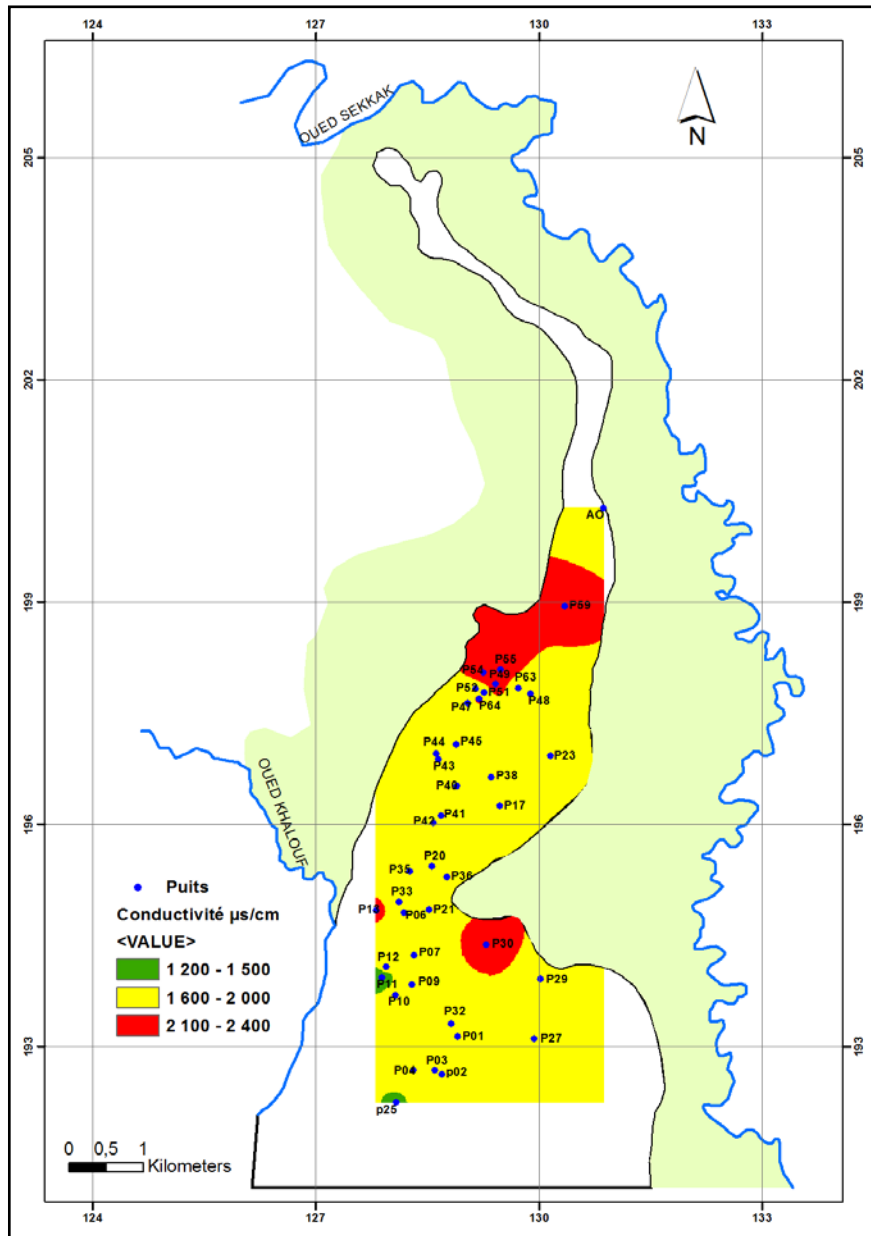 124 127 130 133
OUED SEKKAK
N
205 205
202 202
AO
199 199
P59
P55
P54
P49
P53
P63
P51
P47
P64
P48
P44
P45
P43
P23
P38
P40
P17
P41
P42
196 196
OUED KHALOUF
P20
P35
P36
P33
P06
P21
P30
P07
P12
P11
P09
P29
P10
P32
P01
P27
193 193
P04
P03
p02
p25
Puits
Conductivité µs/cm
<VALUE>
1 200 - 1 500
1 600 - 2 000
2 100 - 2 400
0 0,5 1
Kilometers
124 127 130 133